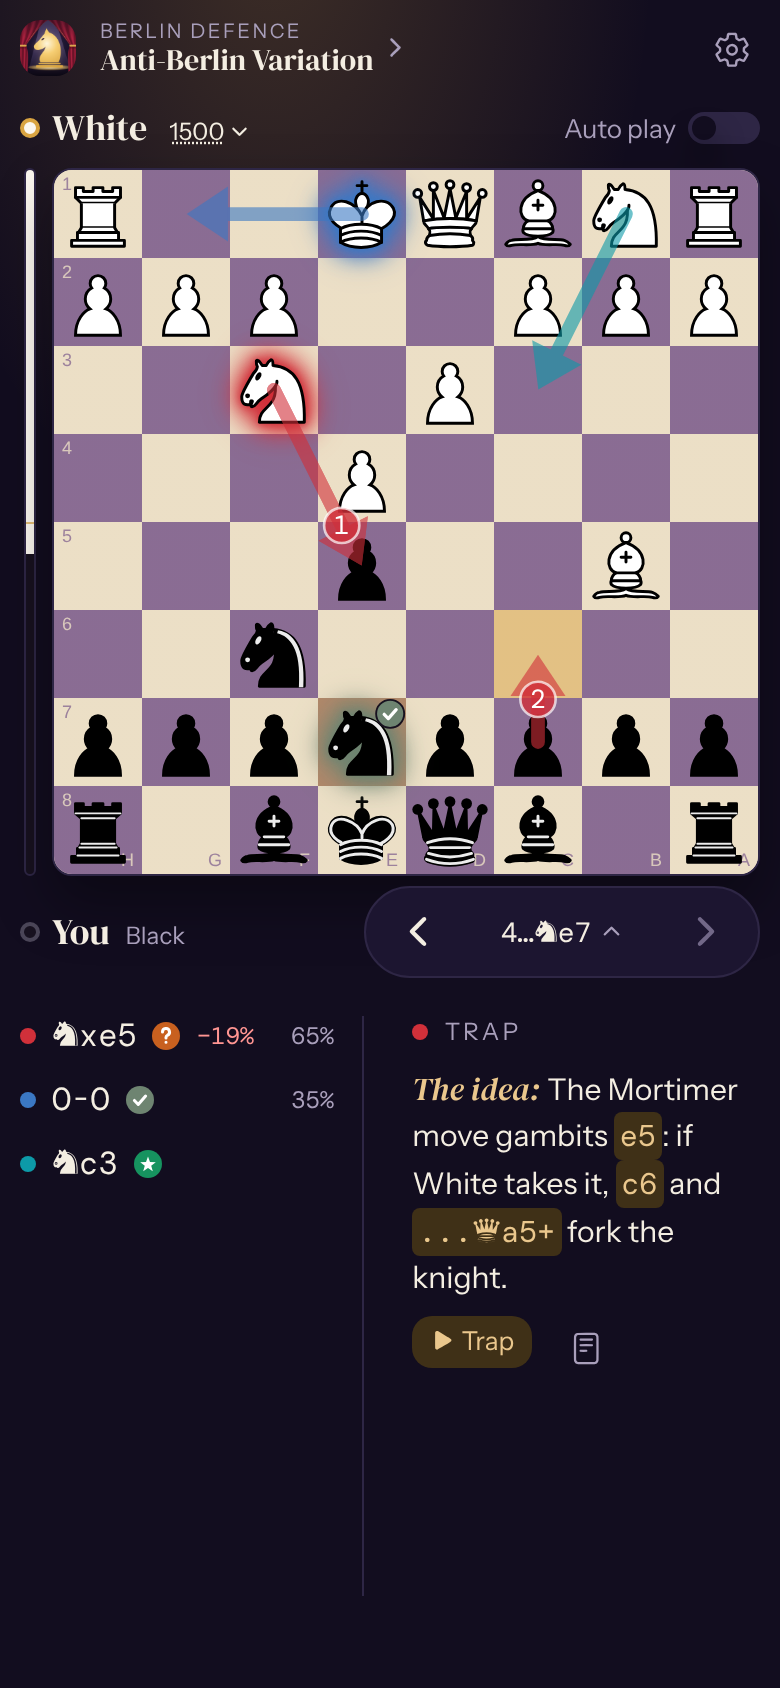 BERLIN DEFENCE
Anti-Berlin Variation
White 1500 Auto play
1
2
3
4
1
5
6
2
7
8
H G F E D C B A
You Black
4...♞e7
♞xe5 ? −19% 65%
0-0 35%
♞c3
TRAP
The idea: The Mortimer
move gambits e5: if
White takes it, c6 and
...♛a5+ fork the
knight.
Trap